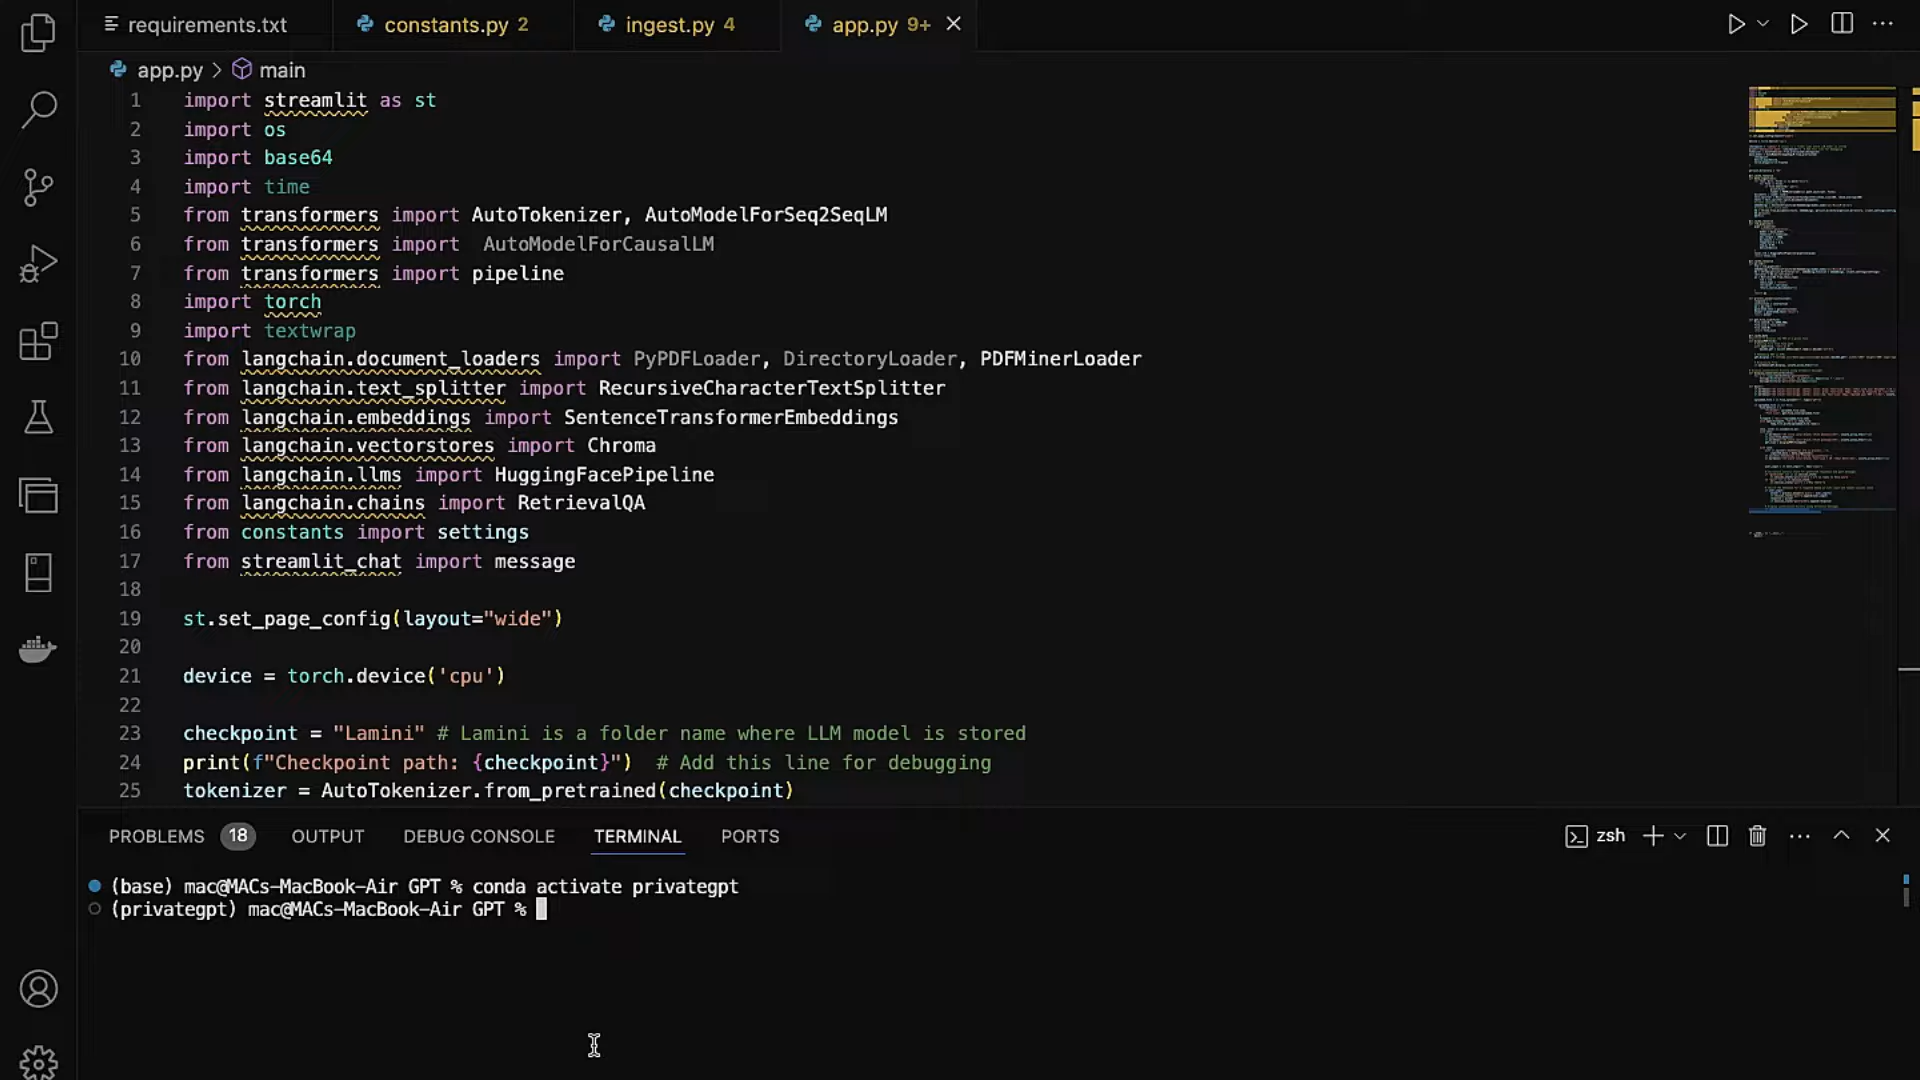 requirements.txt
constants.py 2
ingest.py 4
app.py 9+
app.py > main
1 import streamlit as st
2 import os
3 import base64
4 import time
5 from transformers import AutoTokenizer, AutoModelForSeq2SeqLM
6 from transformers import  AutoModelForCausalLM
7 from transformers import pipeline
8 import torch
9 import textwrap
10 from langchain.document_loaders import PyPDFLoader, DirectoryLoader, PDFMinerLoader
11 from langchain.text_splitter import RecursiveCharacterTextSplitter
12 from langchain.embeddings import SentenceTransformerEmbeddings
13 from langchain.vectorstores import Chroma
14 from langchain.llms import HuggingFacePipeline
15 from langchain.chains import RetrievalQA
16 from constants import settings
17 from streamlit_chat import message
18
19 st.set_page_config(layout="wide")
20
21 device = torch.device('cpu')
22
23 checkpoint = "Lamini" # Lamini is a folder name where LLM model is stored
24 print(f"Checkpoint path: {checkpoint}")  # Add this line for debugging
25 tokenizer = AutoTokenizer.from_pretrained(checkpoint)
PROBLEMS 18 OUTPUT DEBUG CONSOLE TERMINAL PORTS zsh
(base) mac@MACs-MacBook-Air GPT % conda activate privategpt
(privategpt) mac@MACs-MacBook-Air GPT %